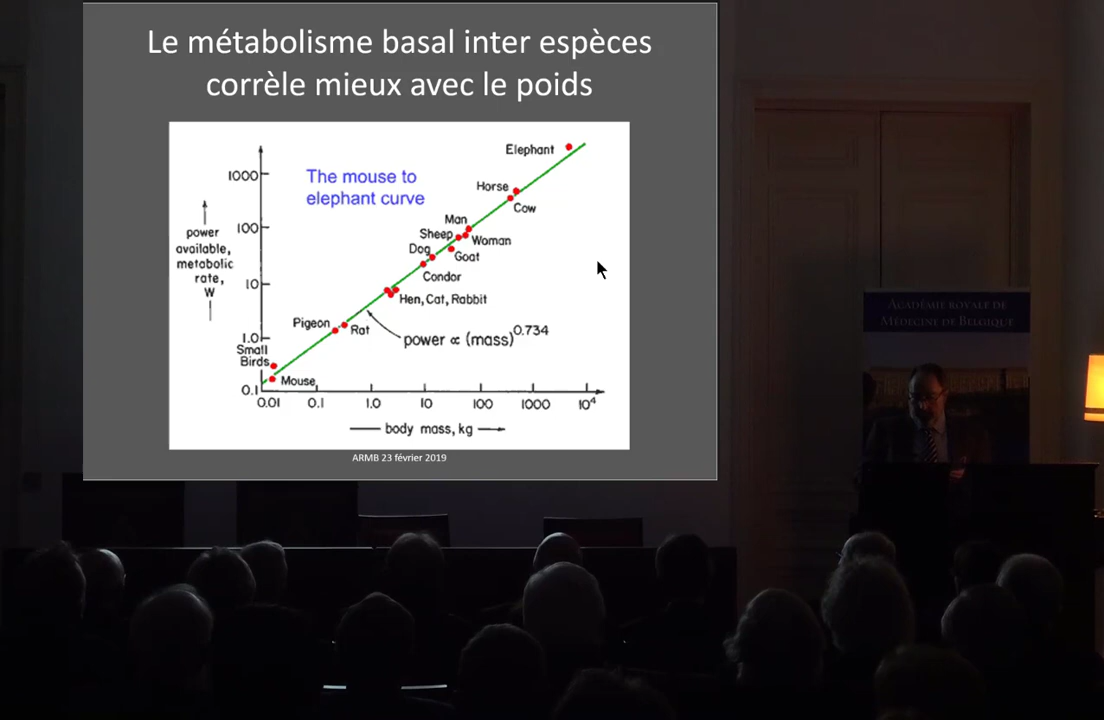 Le métabolisme basal inter espèces
corrèle mieux avec le poids
The mouse to
elephant curve
power
available,
metabolic
rate,
W
1000
100
10
1.0
0.1
Elephant
Horse
Cow
Man
Sheep
Woman
Dog
Goat
Condor
Hen, Cat, Rabbit
Pigeon
Rat
Small
Birds
Mouse
power ∝ (mass)^0.734
0.01 0.1 1.0 10 100 1000 10^4
body mass, kg
ARMB 23 février 2019
Académie royale de
Médecine de Belgique